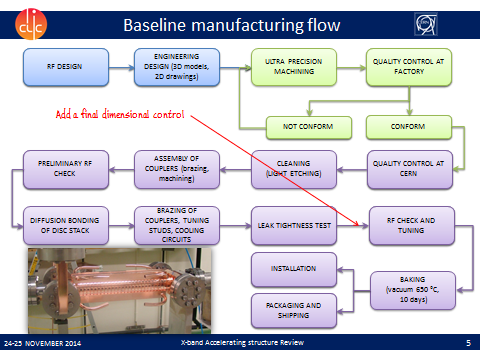 clic
Baseline manufacturing flow
CERN
RF DESIGN
ENGINEERING
DESIGN (3D models,
2D drawings)
ULTRA PRECISION
MACHINING
QUALITY CONTROL AT
FACTORY
Add a final dimensional control
NOT CONFORM
CONFORM
PRELIMINARY RF
CHECK
ASSEMBLY OF
COUPLERS (brazing,
machining)
CLEANING
(LIGHT ETCHING)
QUALITY CONTROL AT
CERN
DIFFUSION BONDING
OF DISC STACK
BRAZING OF
COUPLERS, TUNING
STUDS, COOLING
CIRCUITS
LEAK TIGHTNESS TEST
RF CHECK AND
TUNING
INSTALLATION
BAKING
(vacuum 650 °C,
10 days)
PACKAGING AND
SHIPPING
24-25 NOVEMBER 2014
X-band Accelerating structure Review
5